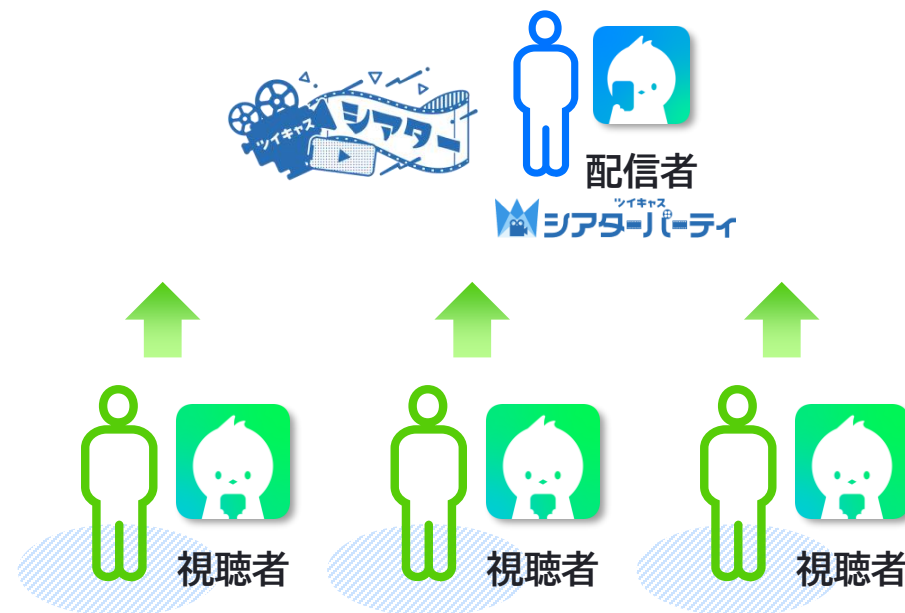 ツイキャス
シアター
配信者
ツイキャス
シアターパーティ
視聴者
視聴者
視聴者